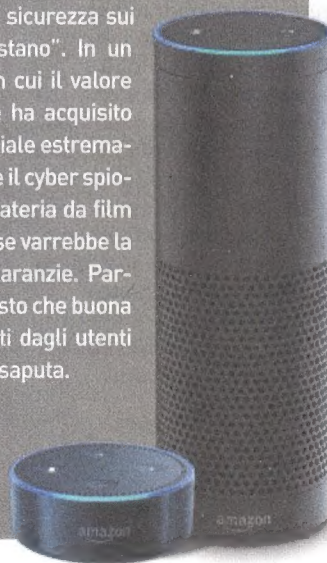 sicurezza sui
stano”. In un
n cui il valore
e ha acquisito
iale estrema-
e il cyber spio-
ateria da film
se varrebbe la
aranzie. Par-
sto che buona
ti dagli utenti
saputa.
amazon
amazon